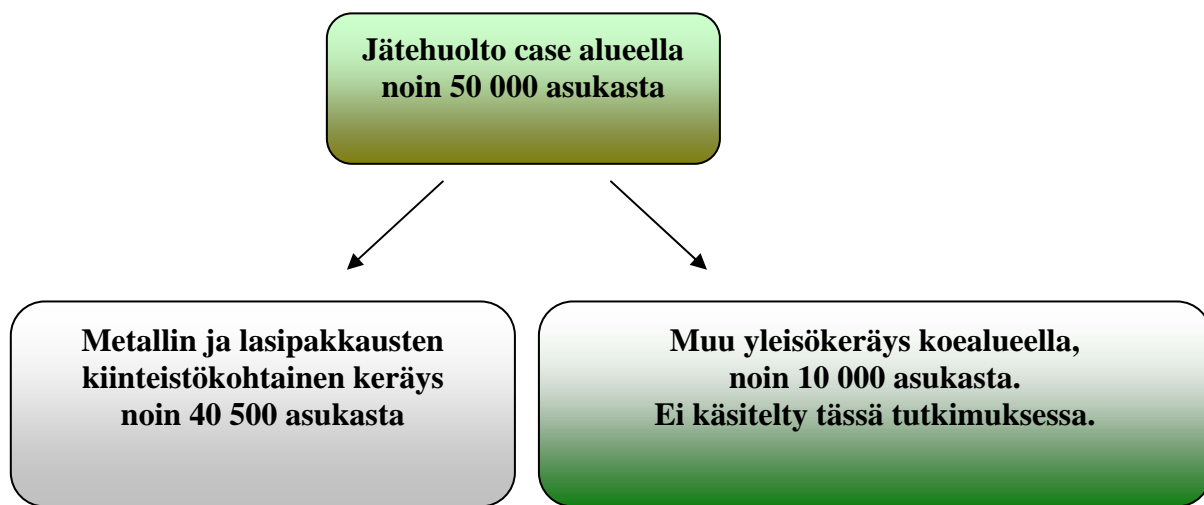 Jätehuolto case alueella
noin 50 000 asukasta
Metallin ja lasipakkausten
kiinteistökohtainen keräys
noin 40 500 asukasta
Muu yleisökeräys koealueella,
noin 10 000 asukasta.
Ei käsitelty tässä tutkimuksessa.